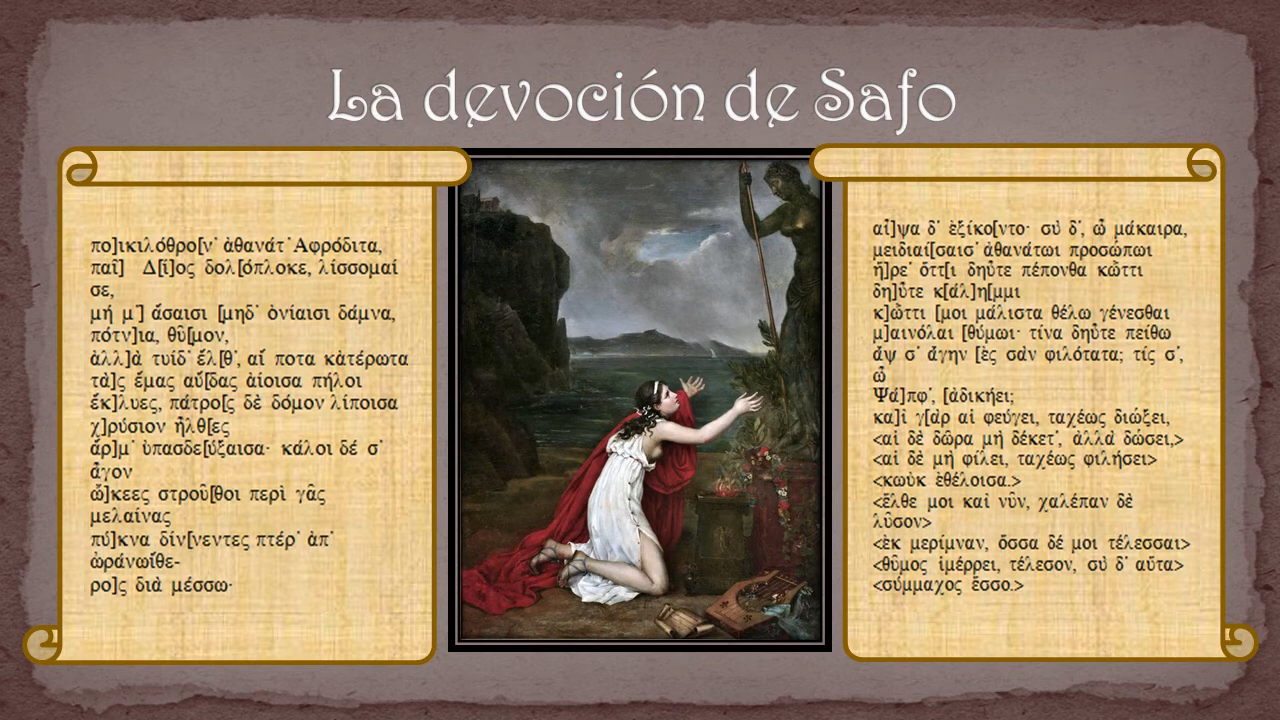 La devoción de Safo
πο]ικιλόθρο[ν' ἀθανάτ'Αφρόδιτα,
παῖ] Δ[ί]ος δολ[όπλοκε, λίσσομαί
σε,
μή μ'] ἄσαισι [μηδ' ὀνίαισι δάμνα,
πότν]ια, θῦ[μον,
ἀλλ]ὰ τυίδ' ἔλ[θ', αἴ ποτα κἀτέρωτα
τὰ]ς ἔμας αὔ[δας ἀίοισα πήλοι
ἔκ]λυες, πάτρο[ς δὲ δόμον λίποισα
χ]ρύσιον ἦλθ[ες
ἄρ]μ' ὐπασδε[ύξαισα· κάλοι δέ σ'
ἆγον
ὤ]κεες στροῦ[θοι περὶ γᾶς
μελαίνας
πύ]κνα δίν[νεντες πτέρ' ἀπ'
ὠράνωἴθε-
ρο]ς διὰ μέσσω·
αἶ]ψα δ' ἐξίκο[ντο· σὺ δ', ὦ μάκαιρα,
μειδιαί[σαισ' ἀθανάτωι προσώπωι
ἤ]ρε' ὄττ[ι δηὖτε πέπονθα κὤττι
δη]ὖτε κ[άλ]η[μμι
κ]ὤττι [μοι μάλιστα θέλω γένεσθαι
μ]αινόλαι [θύμωι· τίνα δηὖτε πείθω
ἄψ σ' ἄγην [ἐς σὰν φιλότατα; τίς σ',
ὦ
Ψά]πφ', [ἀδικήει;
κα]ὶ γ[ὰρ αἰ φεύγει, ταχέως διώξει,
<αἰ δὲ δῶρα μὴ δέκετ', ἀλλὰ δώσει,>
<αἰ δὲ μὴ φίλει, ταχέως φιλήσει>
<κωὐκ ἐθέλοισα.>
<ἔλθε μοι καὶ νῦν, χαλέπαν δὲ
λῦσον>
<ἐκ μερίμναν, ὄσσα δέ μοι τέλεσσαι>
<θῦμος ἰμέρρει, τέλεσον, σὺ δ' αὔτα>
<σύμμαχος ἔσσο.>